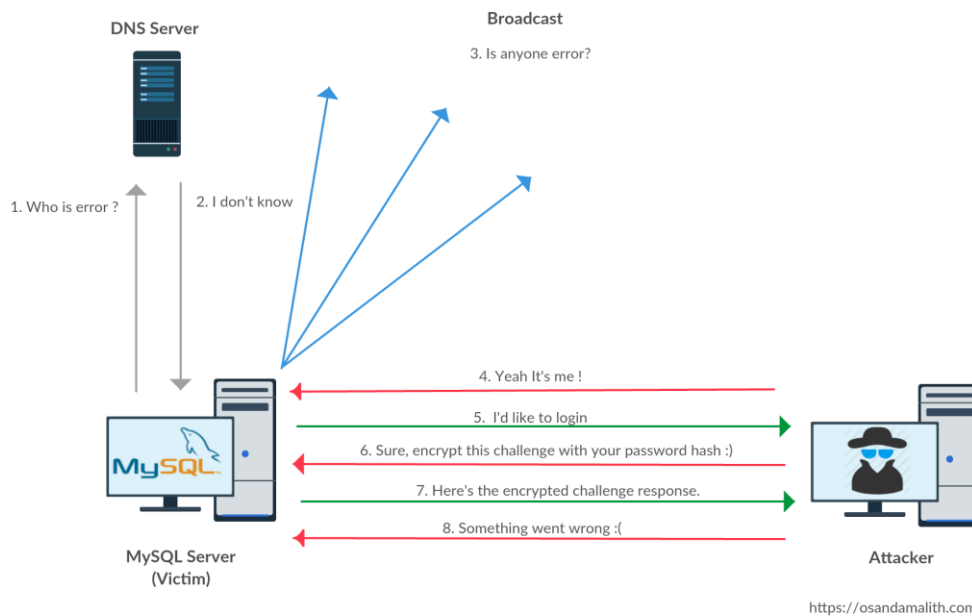 DNS Server
Broadcast
3. Is anyone error?
1. Who is error ?
2. I don't know
4. Yeah It's me !
5. I'd like to login
6. Sure, encrypt this challenge with your password hash :)
7. Here's the encrypted challenge response.
8. Something went wrong :(
MySQL
MySQL Server
(Victim)
Attacker
https://osandamalith.com